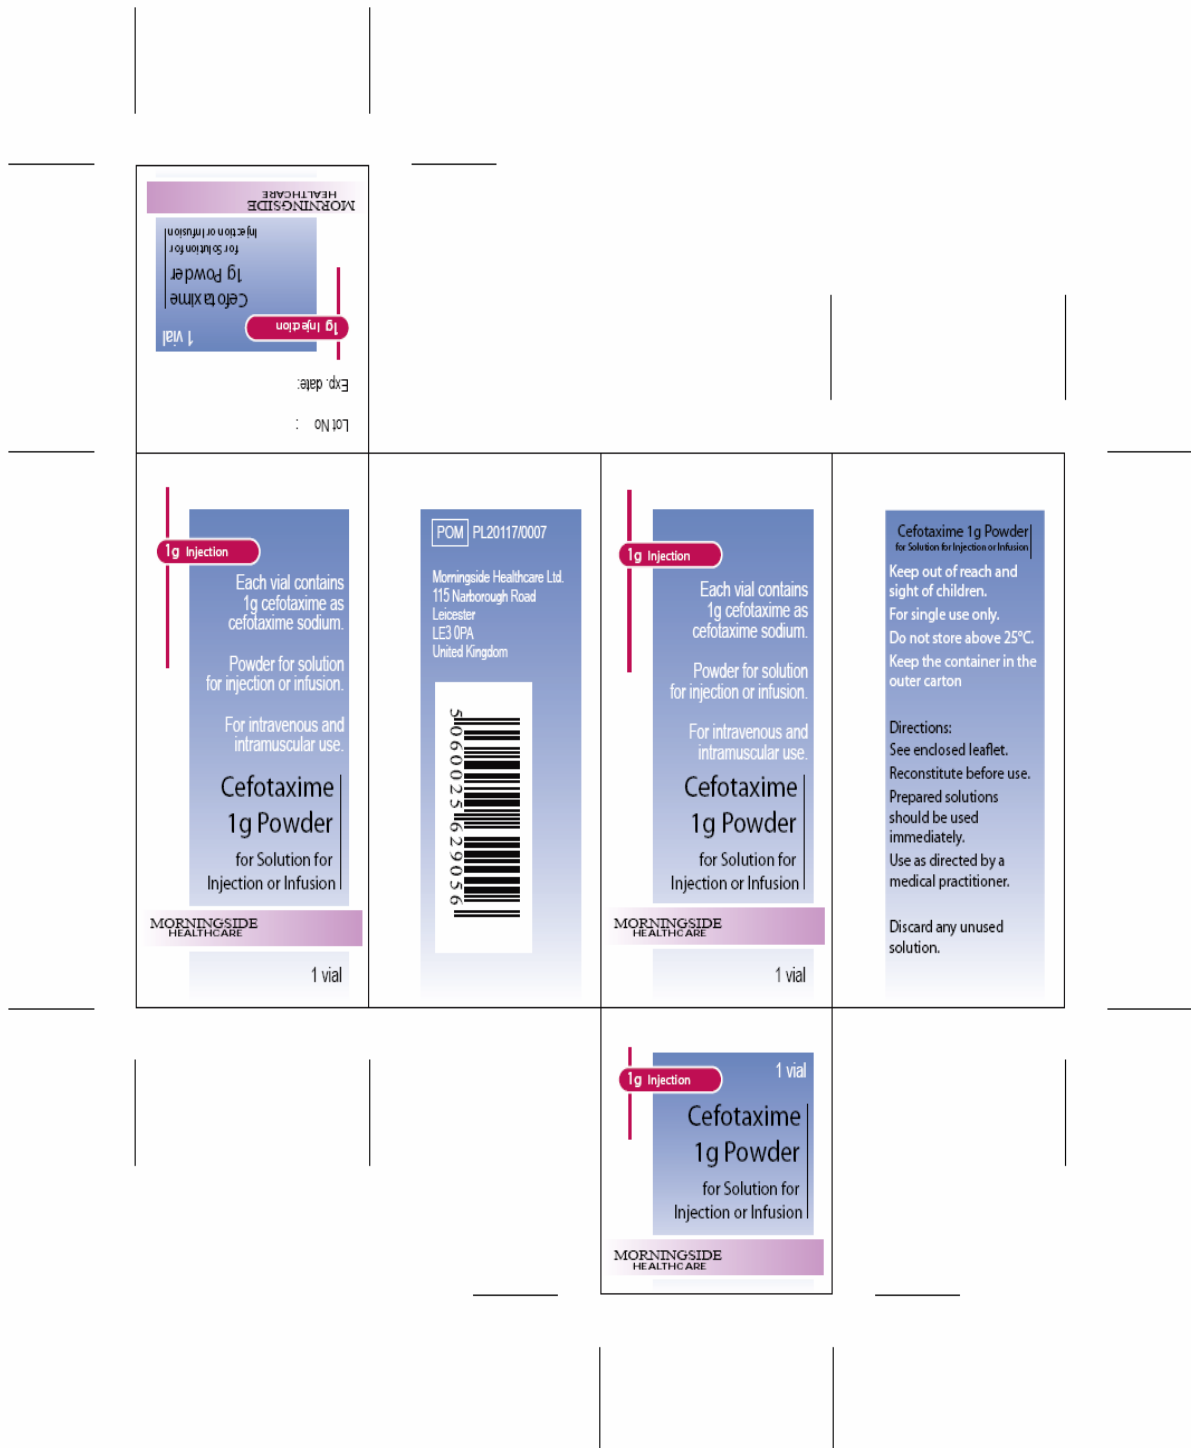 MORNINGSIDE
HEALTHCARE
1 vial
1g Injection
Cefotaxime
1g Powder
for Solution for
Injection or Infusion
Exp. date:
Lot No :
1g Injection
Each vial contains
1g cefotaxime as
cefotaxime sodium.
Powder for solution
for injection or infusion.
For intravenous and
intramuscular use.
Cefotaxime
1g Powder
for Solution for
Injection or Infusion
MORNINGSIDE
HEALTHCARE
1 vial
POM PL20117/0007
Morningside Healthcare Ltd.
115 Narborough Road
Leicester
LE3 0PA
United Kingdom
5060025629056
1g Injection
Each vial contains
1g cefotaxime as
cefotaxime sodium.
Powder for solution
for injection or infusion.
For intravenous and
intramuscular use.
Cefotaxime
1g Powder
for Solution for
Injection or Infusion
MORNINGSIDE
HEALTHCARE
1 vial
Cefotaxime 1g Powder
for Solution for Injection or Infusion
Keep out of reach and
sight of children.
For single use only.
Do not store above 25°C.
Keep the container in the
outer carton
Directions:
See enclosed leaflet.
Reconstitute before use.
Prepared solutions
should be used
immediately.
Use as directed by a
medical practitioner.
Discard any unused
solution.
1 vial
1g Injection
Cefotaxime
1g Powder
for Solution for
Injection or Infusion
MORNINGSIDE
HEALTHCARE